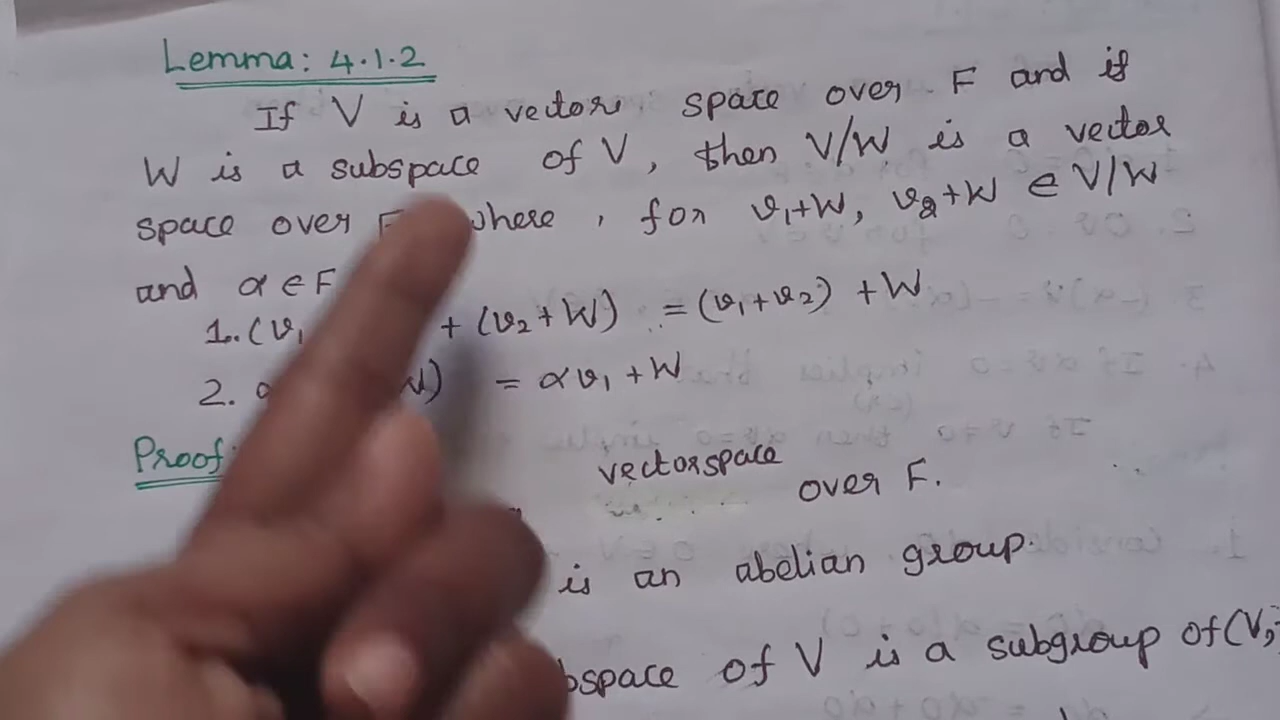 Lemma: 4.1.2
If V is a vector space over F and if
W is a subspace of V, then V/W is a vector
space over F where, for v₁+W, v₂+W ∈ V/W
and α ∈ F
1. (v₁ + (v₂ + W) = (v₁+v₂) + W
2. W) = αv₁ + W
Proof:
vector space over F.
is an abelian group.
of V is a subgroup of (V,